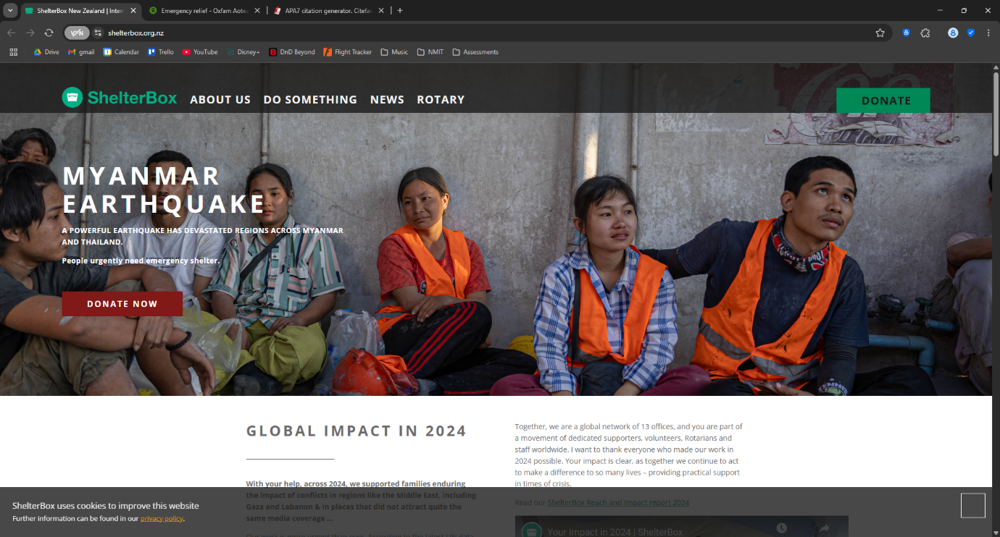 ShelterBox New Zealand | Inter
Emergency relief - Oxfam Aotea
APA7 citation generator. Citefas
VPN
shelterbox.org.nz
Drive
gmail
Calendar
Trello
YouTube
Disney+
DnD Beyond
Flight Tracker
Music
NMIT
Assessments
ShelterBox
ABOUT US
DO SOMETHING
NEWS
ROTARY
DONATE
MYANMAR
EARTHQUAKE
A POWERFUL EARTHQUAKE HAS DEVASTATED REGIONS ACROSS MYANMAR
AND THAILAND.
People urgently need emergency shelter.
DONATE NOW
GLOBAL IMPACT IN 2024
With your help, across 2024, we supported families enduring
the impact of conflicts in regions like the Middle East, including
Gaza and Lebanon & in places that did not attract quite the
same media coverage ...
Together, we are a global network of 13 offices, and you are part of
a movement of dedicated supporters, volunteers, Rotarians and
staff worldwide. I want to thank everyone who made our work in
2024 possible. Your impact is clear, as together we continue to act
to make a difference to so many lives – providing practical support
in times of crisis.
Read our ShelterBox Reach and Impact report 2024
Your Impact in 2024 | ShelterBox
ShelterBox uses cookies to improve this website
Further information can be found in our privacy policy.